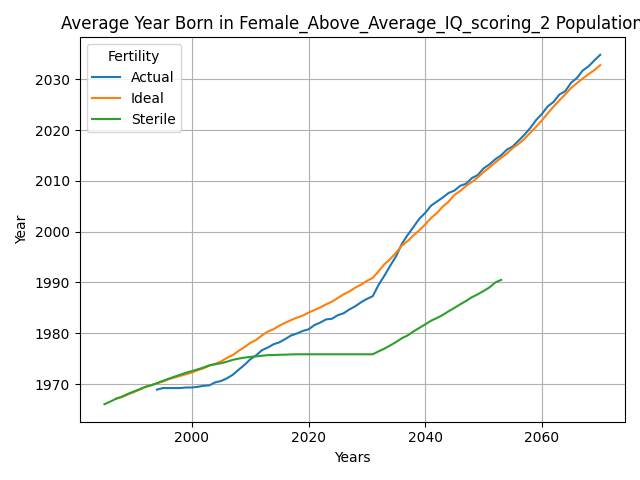 Average Year Born in Female_Above_Average_IQ_scoring_2 Population
Fertility
Actual
Ideal
Sterile
Year
2030
2020
2010
2000
1990
1980
1970
2000
2020
2040
2060
Years